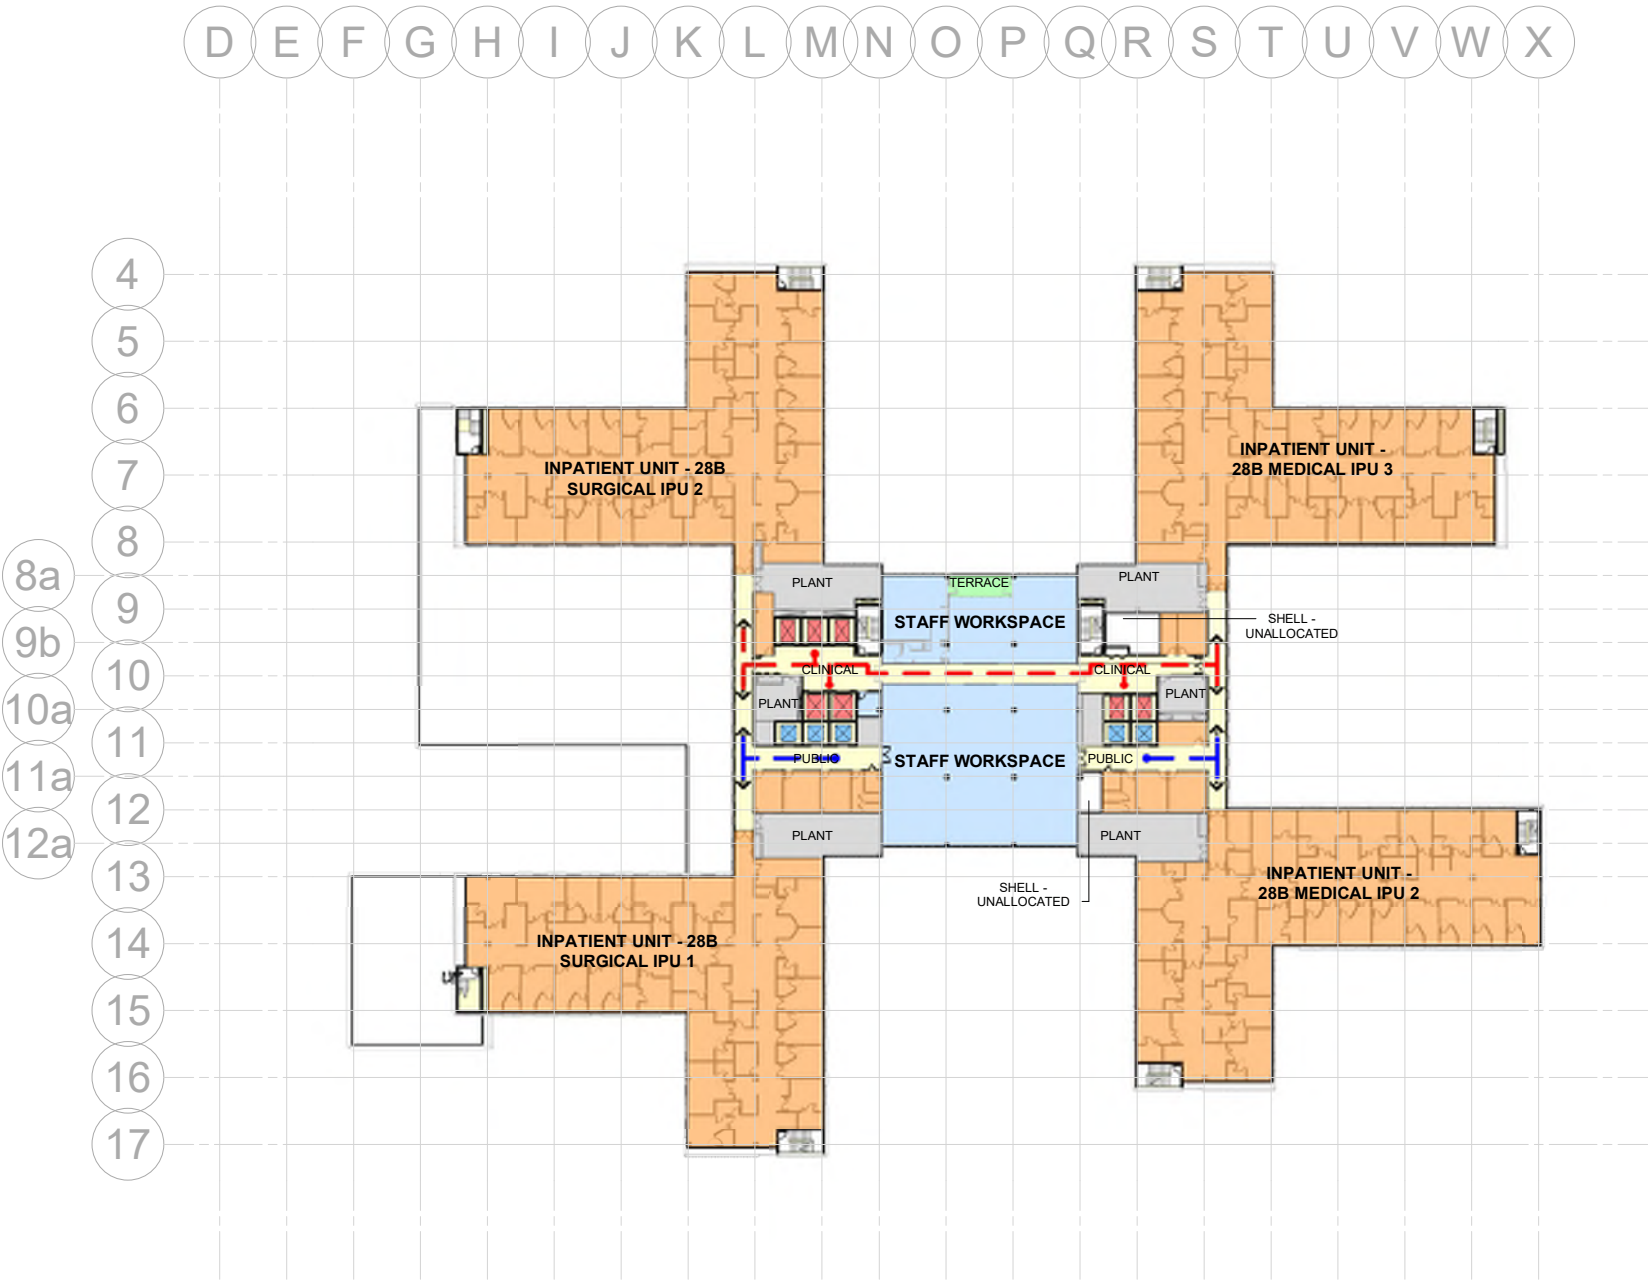 D E F G H I J K L M N O P Q R S T U V W X
4
5
6
7
8
8a
9
9b
10
10a
11
11a
12
12a
13
14
15
16
17
INPATIENT UNIT - 28B
SURGICAL IPU 2
INPATIENT UNIT -
28B MEDICAL IPU 3
PLANT
TERRACE
PLANT
STAFF WORKSPACE
SHELL -
UNALLOCATED
CLINICAL
CLINICAL
PLANT
PLANT
PUBLIC
STAFF WORKSPACE
PUBLIC
PLANT
PLANT
SHELL -
UNALLOCATED
INPATIENT UNIT -
28B MEDICAL IPU 2
INPATIENT UNIT - 28B
SURGICAL IPU 1